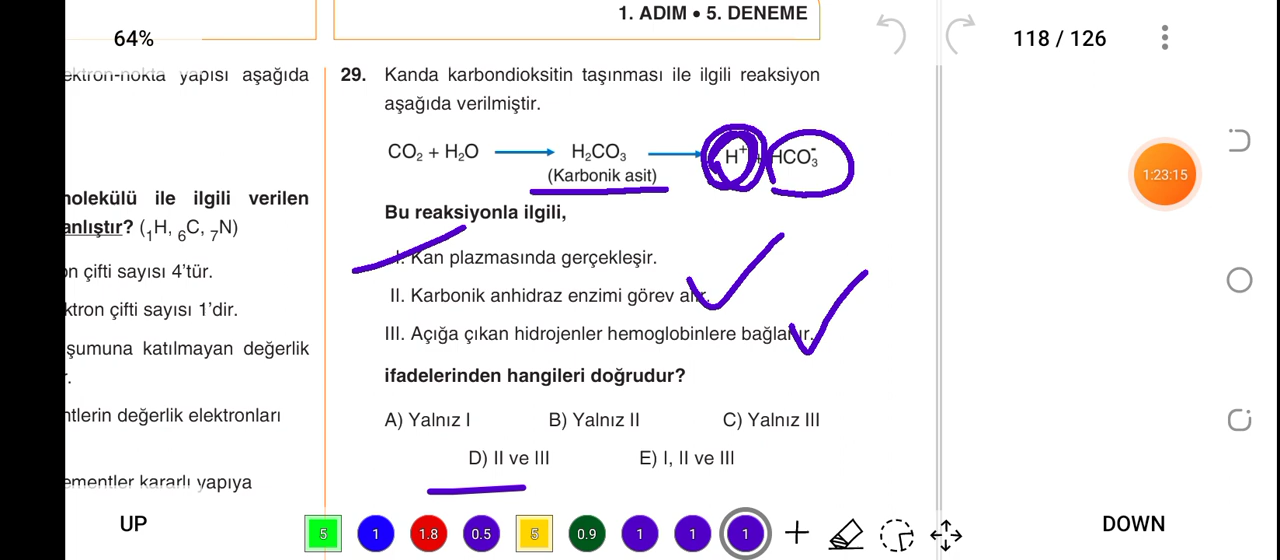 1. ADIM • 5. DENEME
64%
118 / 126
ektron-nokta yapısı aşağıda
molekülü ile ilgili verilen
anlıştır? (₁H, ₆C, ₇N)
on çifti sayısı 4’tür.
ktron çifti sayısı 1’dir.
şumuna katılmayan değerlik
r.
ntlerin değerlik elektronları
ementler kararlı yapıya
29. Kanda karbondioksitin taşınması ile ilgili reaksiyon
aşağıda verilmiştir.
CO₂ + H₂O → H₂CO₃ → H⁺ + HCO₃⁻
(Karbonik asit)
Bu reaksiyonla ilgili,
I. Kan plazmasında gerçekleşir.
II. Karbonik anhidraz enzimi görev alır.
III. Açığa çıkan hidrojenler hemoglobinlere bağlanır.
ifadelerinden hangileri doğrudur?
A) Yalnız I B) Yalnız II C) Yalnız III
D) II ve III E) I, II ve III
1:23:15
UP
5 1 1.8 0.5 5 0.9 1 1 1
DOWN